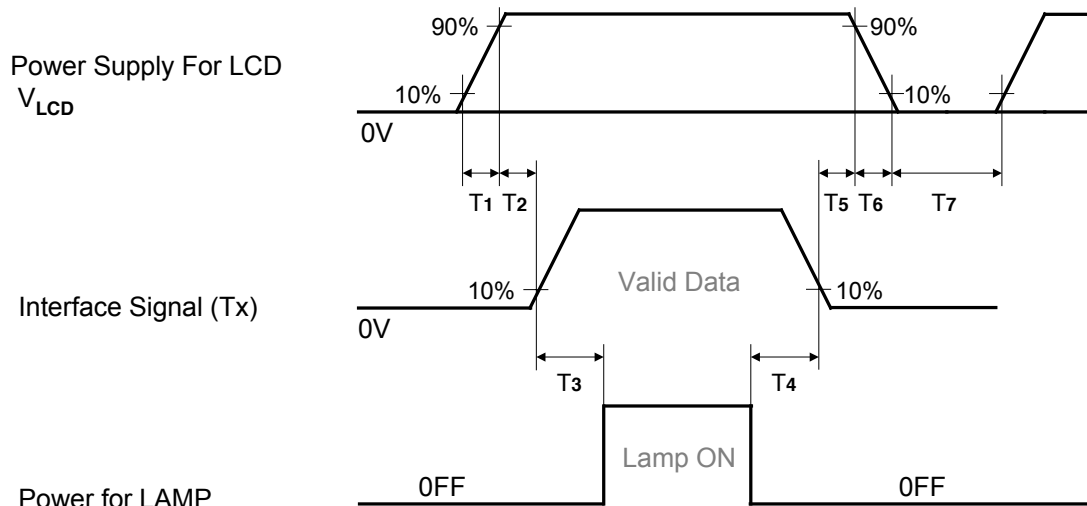 90%
90%
Power Supply For LCD
VLCD
10%
10%
0V
T1 T2
T5 T6 T7
Valid Data
Interface Signal (Tx)
10%
10%
0V
T3
T4
Lamp ON
Power for LAMP
0FF
0FF